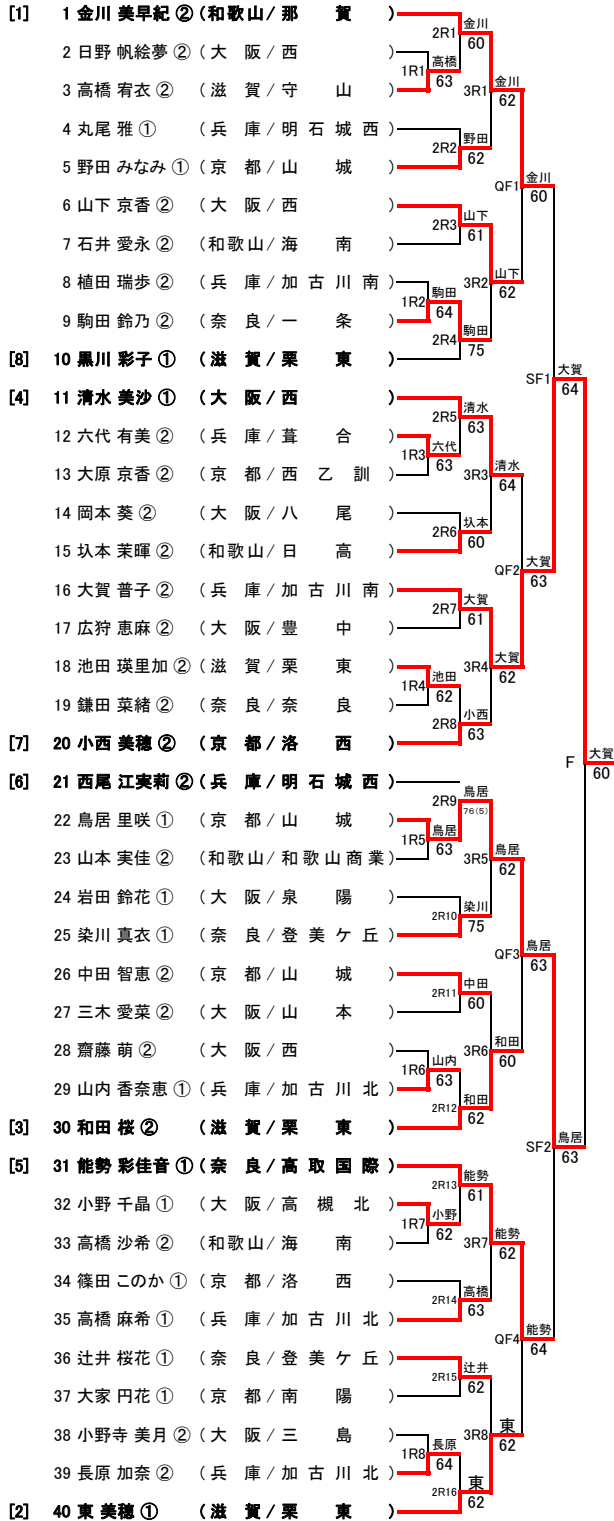 [1] 1 金川 美早紀 ② (和歌山/那 賀 )
2 日野 帆絵夢 ② (大 阪/西 )
3 高橋 宥衣 ② (滋 賀/守 山 )
4 丸尾 雅 ① (兵 庫/明石城西)
5 野田 みなみ ① (京 都/山 城 )
6 山下 京香 ② (大 阪/西 )
7 石井 愛永 ② (和歌山/海 南 )
8 植田 瑞歩 ② (兵 庫/加古川南)
9 駒田 鈴乃 ② (奈 良/一 条 )
[8] 10 黒川 彩子 ① (滋 賀/栗 東 )
[4] 11 清水 美沙 ① (大 阪/西 )
12 六代 有美 ② (兵 庫/葺 合 )
13 大原 京香 ② (京 都/西 乙 訓 )
14 岡本 葵 ② (大 阪/八 尾 )
15 圦本 茉暉 ② (和歌山/日 高 )
16 大賀 普子 ② (兵 庫/加古川南)
17 広狩 恵麻 ② (大 阪/豊 中 )
18 池田 瑛里加 ② (滋 賀/栗 東 )
19 鎌田 菜緒 ② (奈 良/奈 良 )
[7] 20 小西 美穂 ② (京 都/洛 西 )
[6] 21 西尾 江実莉 ② (兵 庫/明石城西)
22 鳥居 里咲 ① (京 都/山 城 )
23 山本 実佳 ② (和歌山/和歌山商業)
24 岩田 鈴花 ① (大 阪/泉 陽 )
25 染川 真衣 ① (奈 良/登美ケ丘)
26 中田 智恵 ② (京 都/山 城 )
27 三木 愛菜 ② (大 阪/山 本 )
28 齋藤 萌 ② (大 阪/西 )
29 山内 香奈恵 ① (兵 庫/加古川北)
[3] 30 和田 桜 ② (滋 賀/栗 東 )
[5] 31 能勢 彩佳音 ① (奈 良/高取国際)
32 小野 千晶 ① (大 阪/高 槻 北 )
33 高橋 沙希 ② (和歌山/海 南 )
34 篠田 このか ① (京 都/洛 西 )
35 高橋 麻希 ① (兵 庫/加古川北)
36 辻井 桜花 ① (奈 良/登美ケ丘)
37 大家 円花 ① (京 都/南 陽 )
38 小野寺 美月 ② (大 阪/三 島 )
39 長原 加奈 ② (兵 庫/加古川北)
[2] 40 東 美穂 ① (滋 賀/栗 東 )
1R1 高橋 63
1R2 駒田 64
1R3 六代 63
1R4 池田 62
1R5 鳥居 63
1R6 山内 63
1R7 小野 62
1R8 長原 64
2R1 金川 60
2R2 野田 62
2R3 山下 61
2R4 駒田 75
2R5 清水 63
2R6 圦本 60
2R7 大賀 61
2R8 小西 63
2R9 鳥居 76(5)
2R10 染川 75
2R11 中田 60
2R12 和田 62
2R13 能勢 61
2R14 高橋 63
2R15 辻井 62
2R16 東 62
3R1 金川 62
3R2 山下 62
3R3 清水 64
3R4 大賀 62
3R5 鳥居 62
3R6 和田 60
3R7 能勢 62
3R8 東 62
QF1 金川 60
QF2 大賀 63
QF3 鳥居 63
QF4 能勢 64
SF1 大賀 64
SF2 鳥居 63
F 大賀 60